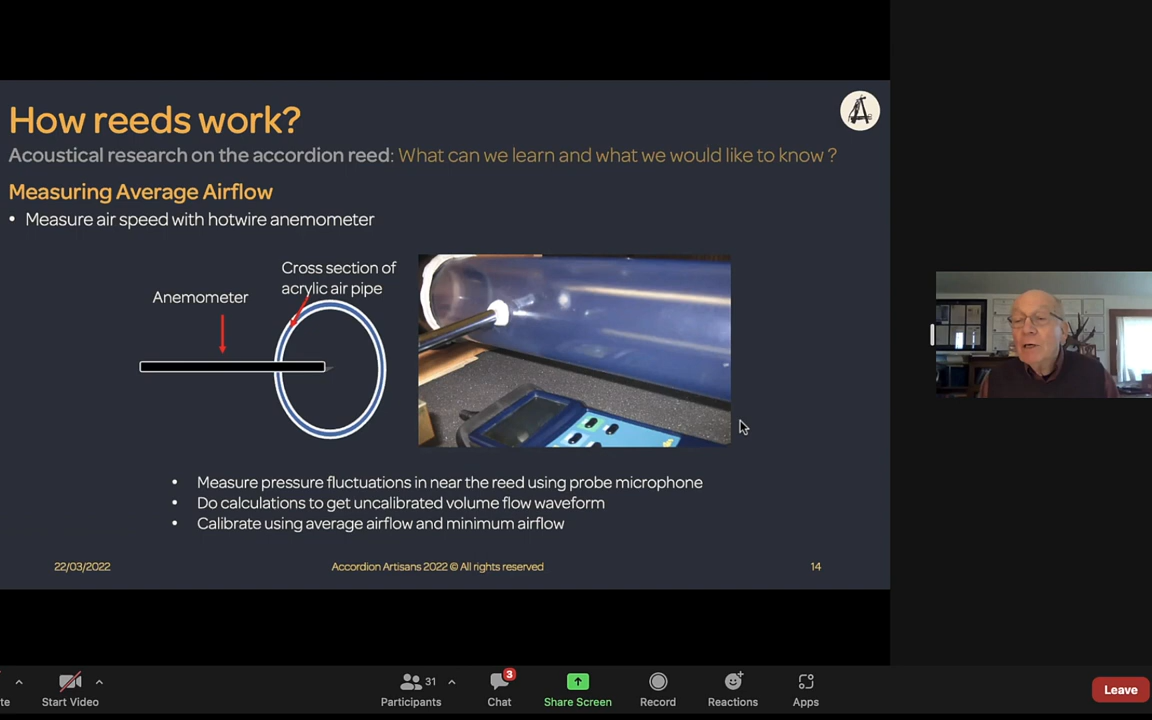 How reeds work?
Acoustical research on the accordion reed: What can we learn and what we would like to know ?
Measuring Average Airflow
• Measure air speed with hotwire anemometer
Cross section of
acrylic air pipe
Anemometer
• Measure pressure fluctuations in near the reed using probe microphone
• Do calculations to get uncalibrated volume flow waveform
• Calibrate using average airflow and minimum airflow
22/03/2022
Accordion Artisans 2022 © All rights reserved
14
te
Start Video
Participants
31
Chat
3
Share Screen
Record
Reactions
Apps
Leave